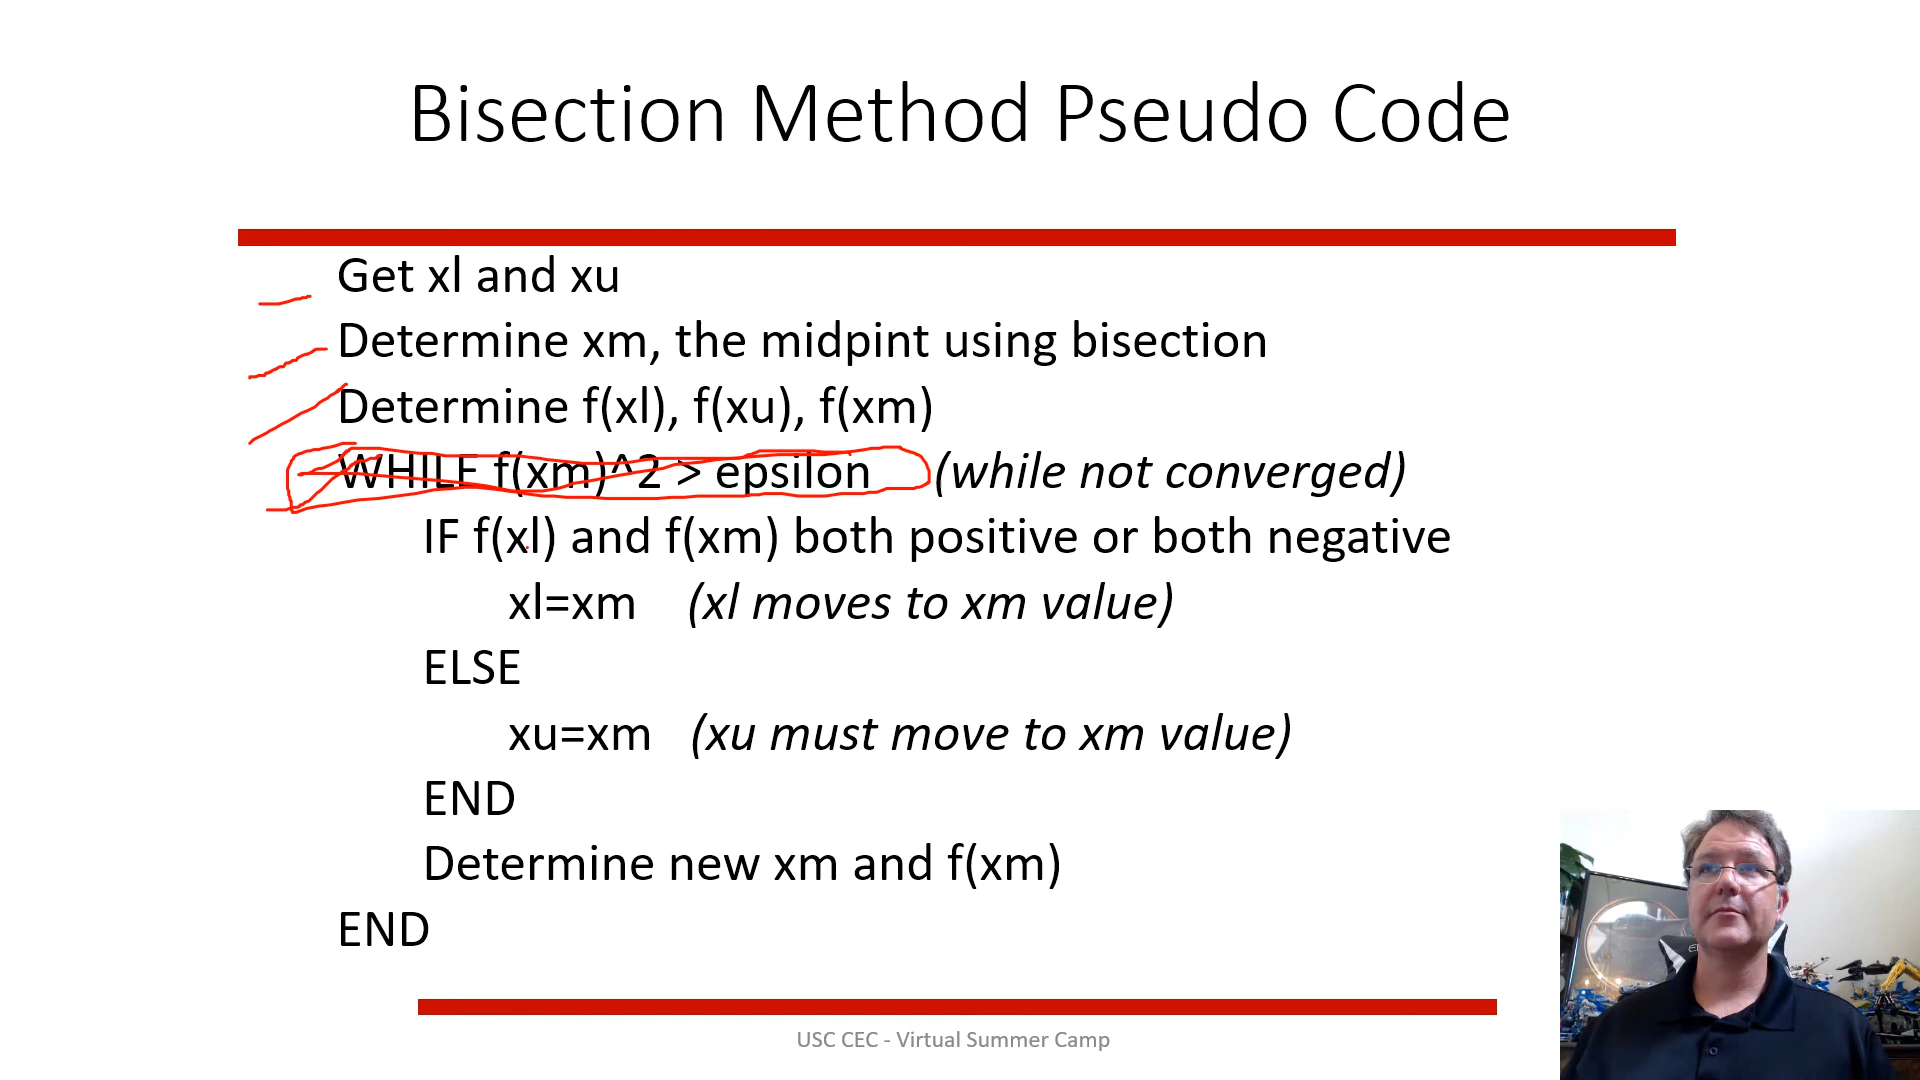 Bisection Method Pseudo Code
Get xl and xu
Determine xm, the midpint using bisection
Determine f(xl), f(xu), f(xm)
WHILE f(xm)^2 > epsilon (while not converged)
IF f(xl) and f(xm) both positive or both negative
xl=xm (xl moves to xm value)
ELSE
xu=xm (xu must move to xm value)
END
Determine new xm and f(xm)
END
USC CEC - Virtual Summer Camp